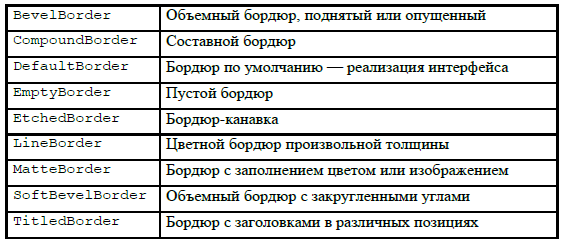 BevelBorder Объемный бордюр, поднятый или опущенный
CompoundBorder Составной бордюр
DefaultBorder Бордюр по умолчанию — реализация интерфейса
EmptyBorder Пустой бордюр
EtchedBorder Бордюр-канавка
LineBorder Цветной бордюр произвольной толщины
MatteBorder Бордюр с заполнением цветом или изображением
SoftBevelBorder Объемный бордюр с закругленными углами
TitledBorder Бордюр с заголовками в различных позициях